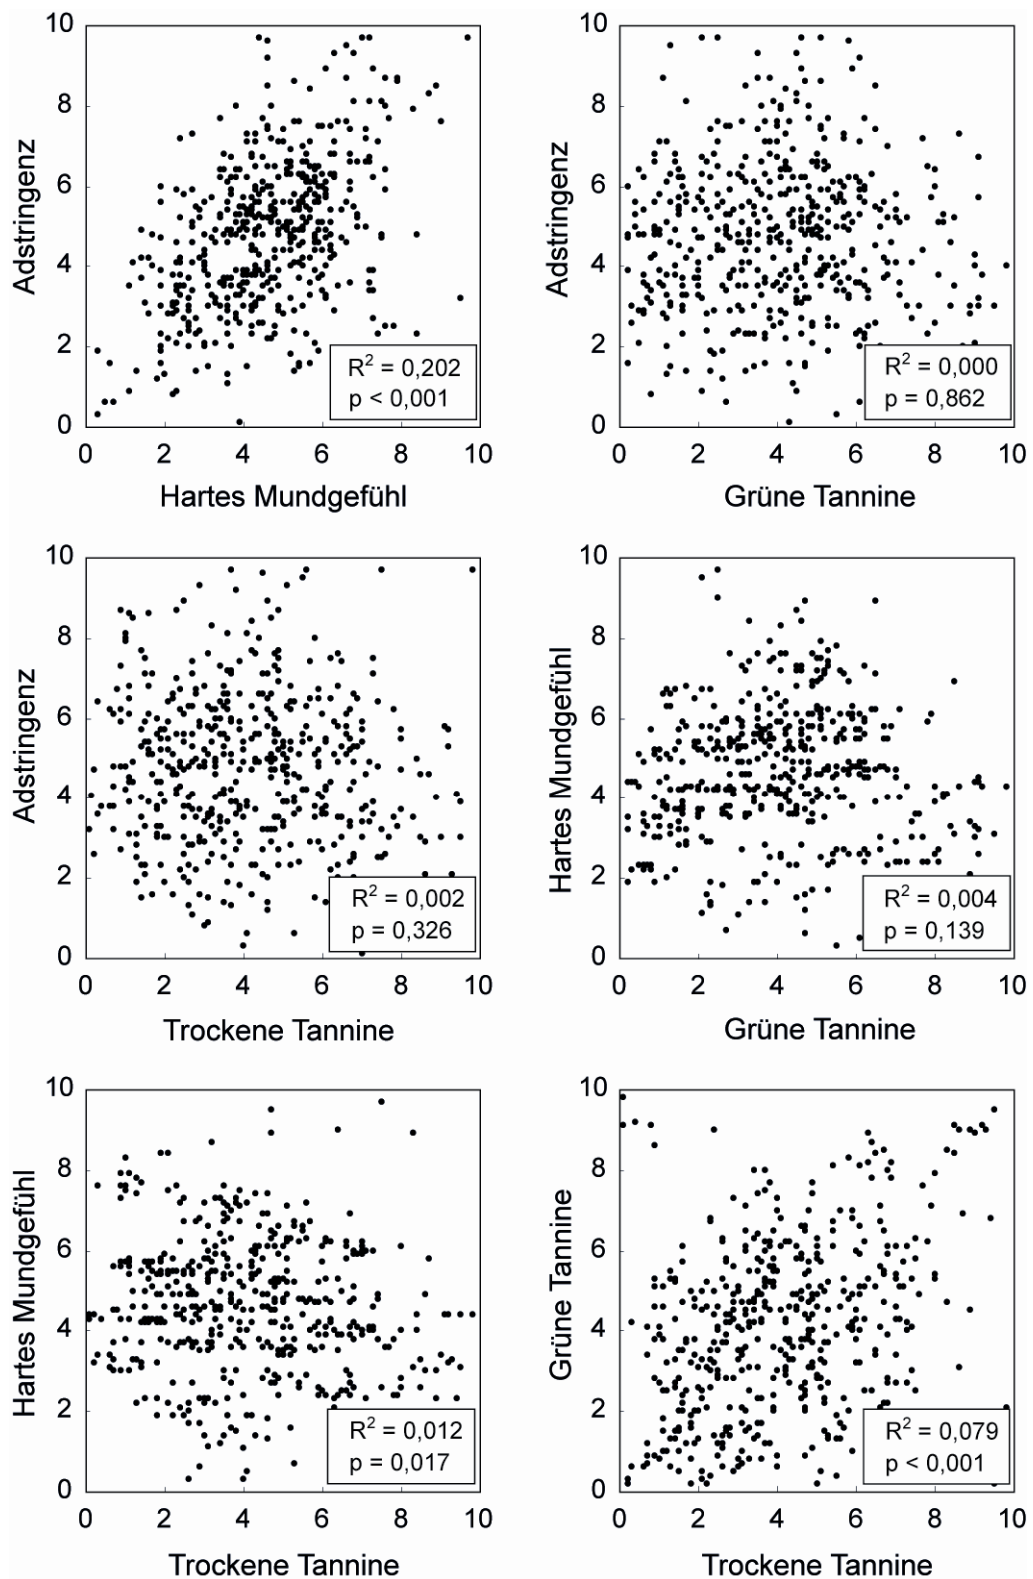 10
8
6
4
2
0
Adstringenz
R² = 0,202
p < 0,001
0 2 4 6 8 10
Hartes Mundgefühl
10
8
6
4
2
0
Adstringenz
R² = 0,000
p = 0,862
0 2 4 6 8 10
Grüne Tannine
10
8
6
4
2
0
Adstringenz
R² = 0,002
p = 0,326
0 2 4 6 8 10
Trockene Tannine
10
8
6
4
2
0
Hartes Mundgefühl
R² = 0,004
p = 0,139
0 2 4 6 8 10
Grüne Tannine
10
8
6
4
2
0
Hartes Mundgefühl
R² = 0,012
p = 0,017
0 2 4 6 8 10
Trockene Tannine
10
8
6
4
2
0
Grüne Tannine
R² = 0,079
p < 0,001
0 2 4 6 8 10
Trockene Tannine